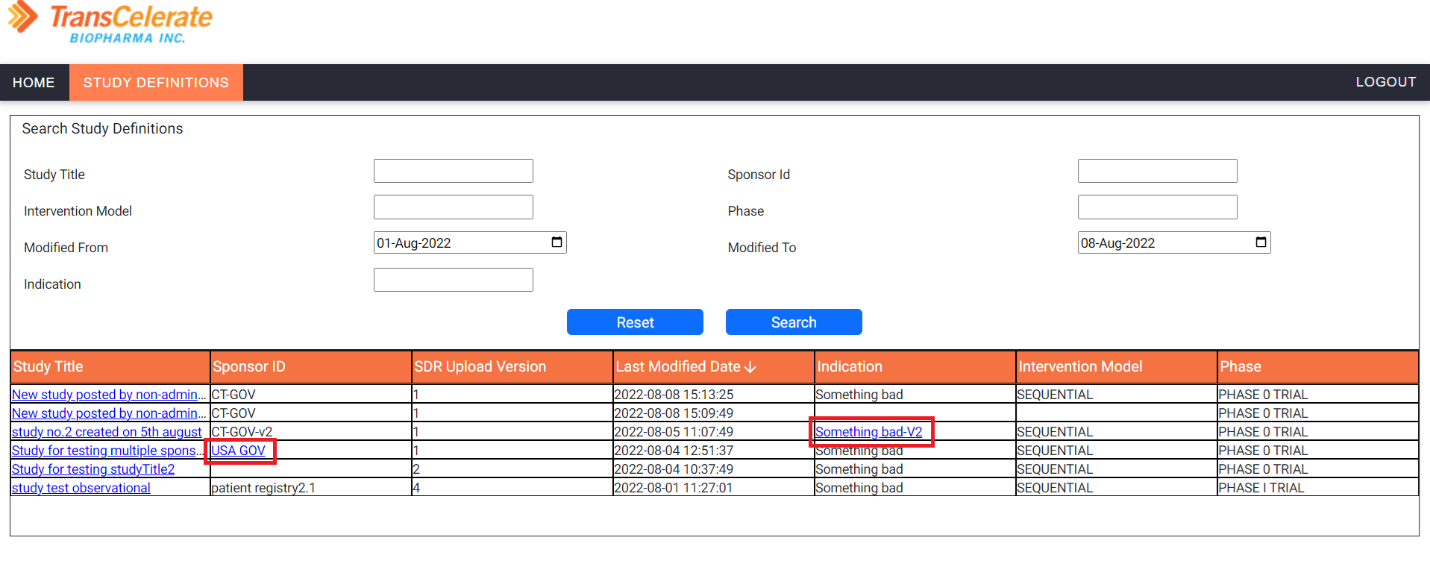 TransCelerate
BIOPHARMA INC.
HOME STUDY DEFINITIONS LOGOUT
Search Study Definitions
Study Title Sponsor Id
Intervention Model Phase
Modified From 01-Aug-2022 Modified To 08-Aug-2022
Indication
Reset Search
Study Title Sponsor ID SDR Upload Version Last Modified Date ↓ Indication Intervention Model Phase
New study posted by non-admin... CT-GOV 1 2022-08-08 15:13:25 Something bad SEQUENTIAL PHASE 0 TRIAL
New study posted by non-admin... CT-GOV 1 2022-08-08 15:09:49 PHASE 0 TRIAL
study no.2 created on 5th august CT-GOV-v2 1 2022-08-05 11:07:49 Something bad-V2 SEQUENTIAL PHASE 0 TRIAL
Study for testing multiple spons... USA GOV 1 2022-08-04 12:51:37 Something bad SEQUENTIAL PHASE 0 TRIAL
Study for testing studyTitle2 2 2022-08-04 10:37:49 Something bad SEQUENTIAL PHASE 0 TRIAL
study test observational patient registry2.1 4 2022-08-01 11:27:01 Something bad SEQUENTIAL PHASE I TRIAL